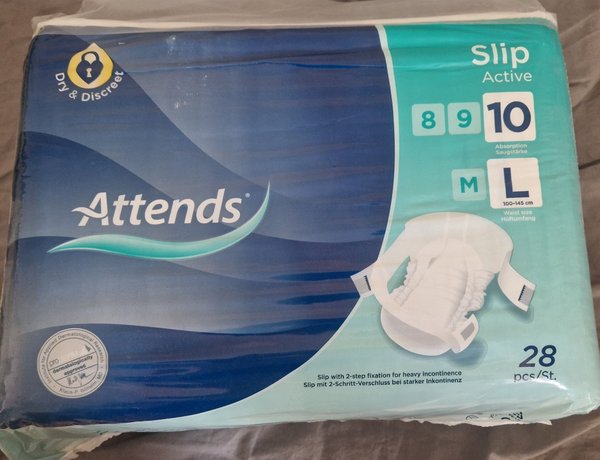 Dry & Discreet
Slip
Active
8 9 10
Absorption
Saugstärke
M L
100-145 cm
Waist size
Hüftumfang
Attends®
dermatologically
approved
Slip with 2-step fixation for heavy incontinence
Slip mit 2-Schritt-Verschluss bei starker Inkontinenz
28
pcs/St.